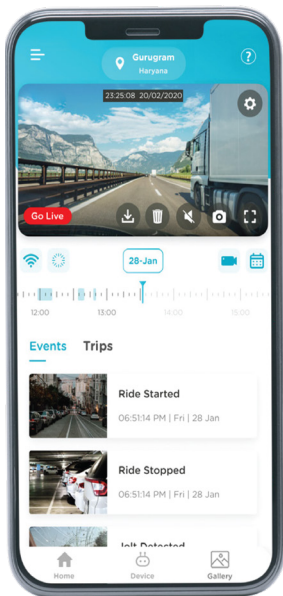 Gurugram
Haryana
?
23:25:08 20/02/2020
Go Live
28-Jan
12:00 13:00 14:00 15:00
Events Trips
Ride Started
06:51:14 PM | Fri | 28 Jan
Ride Stopped
06:51:14 PM | Fri | 28 Jan
Jolt Detected
Home Device Gallery